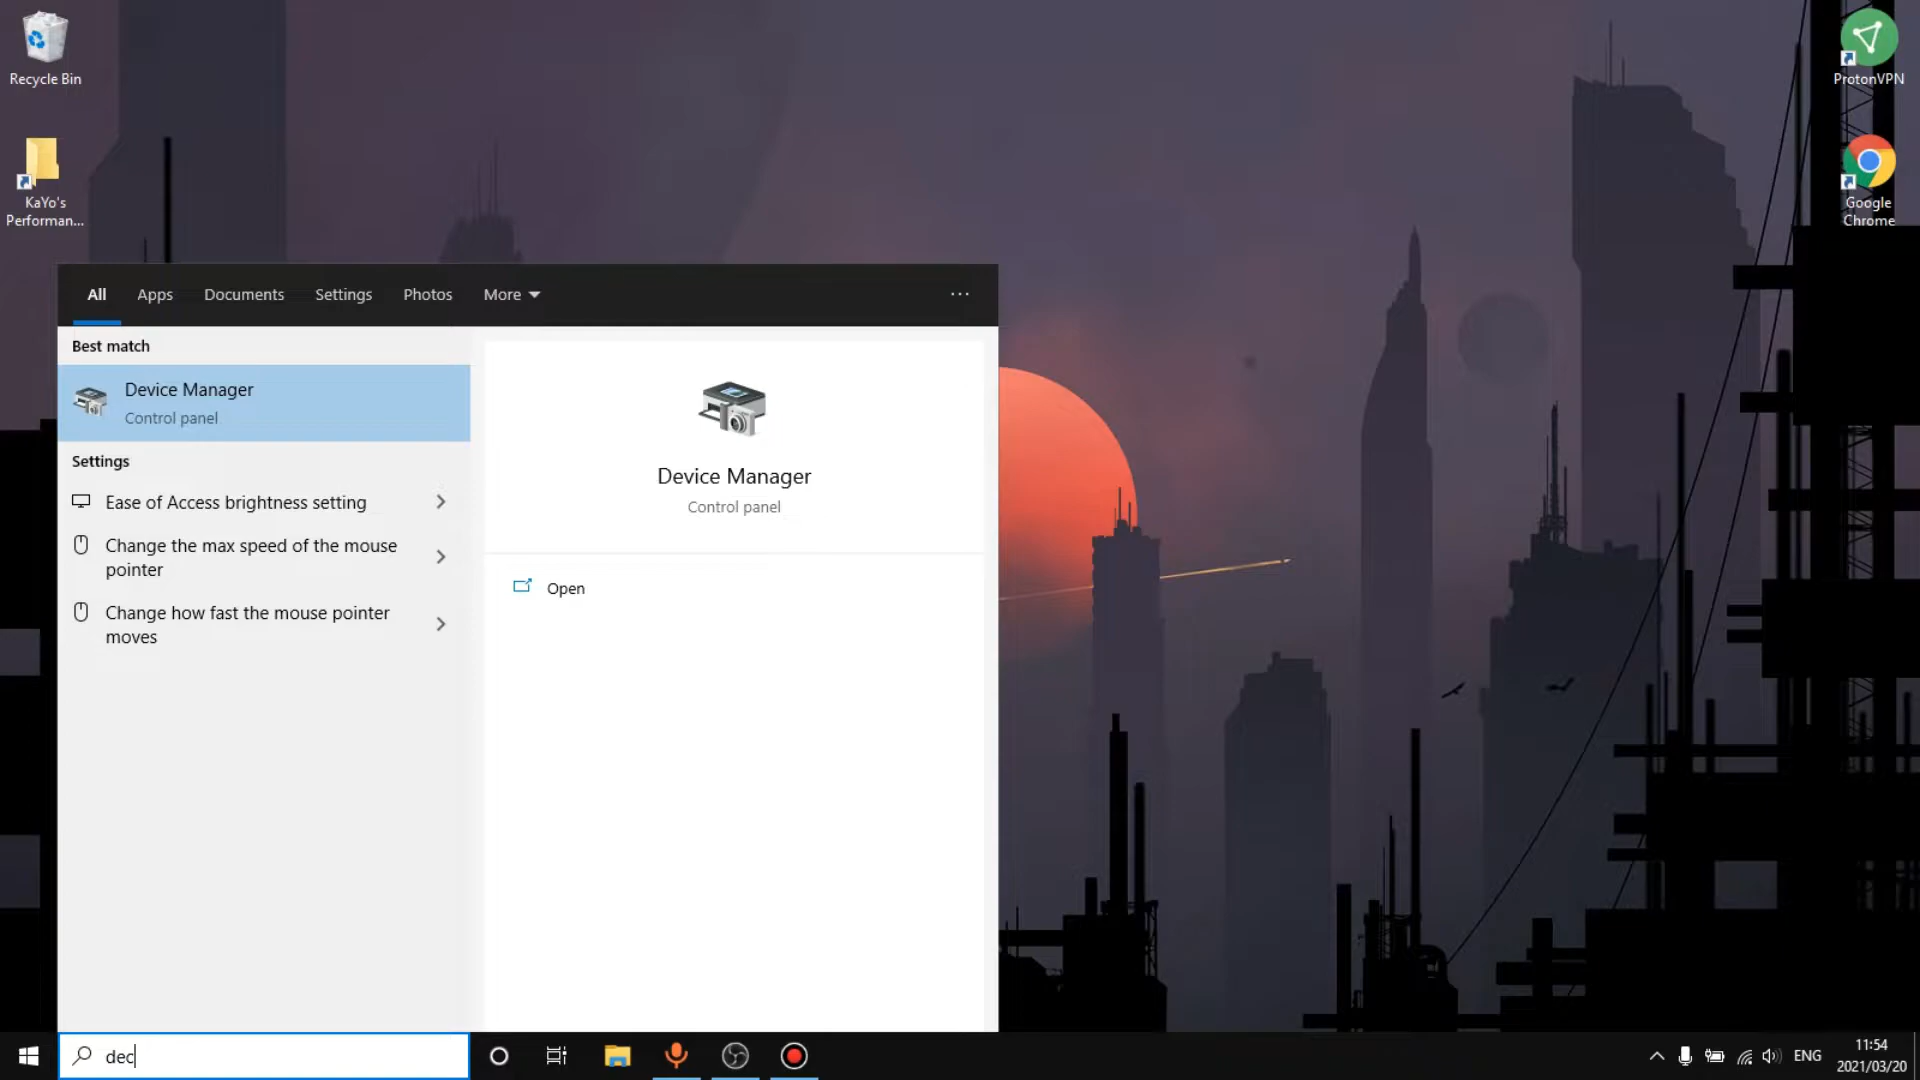 Recycle Bin
KaYo's
Performan...
ProtonVPN
Google
Chrome
All
Apps
Documents
Settings
Photos
More
...
Best match
Device Manager
Control panel
Settings
Ease of Access brightness setting
Change the max speed of the mouse
pointer
Change how fast the mouse pointer
moves
Device Manager
Control panel
Open
dec
ENG
11:54
2021/03/20